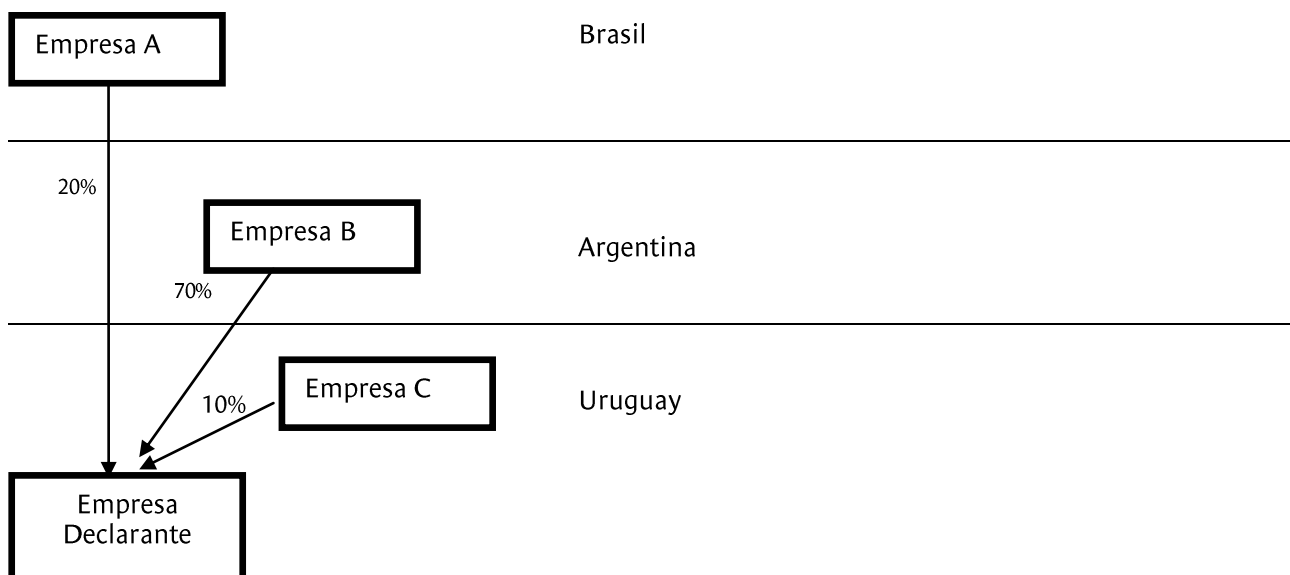 Empresa A
Brasil
20%
Empresa B
Argentina
70%
Empresa C
Uruguay
10%
Empresa
Declarante